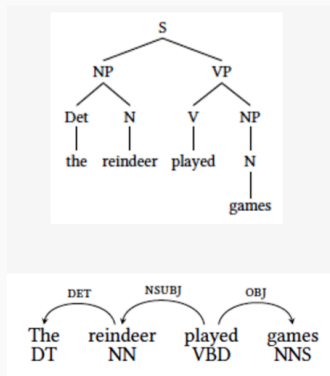 S
NP VP
Det N V NP
the reindeer played N
games
DET NSUBJ OBJ
The reindeer played games
DT NN VBD NNS